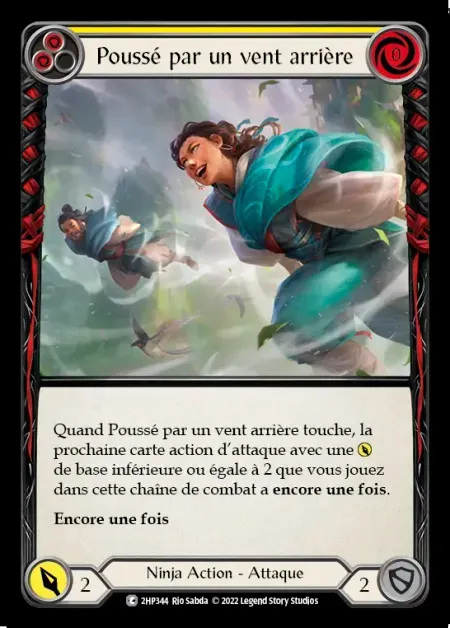 Poussé par un vent arrière
0
Quand Poussé par un vent arrière touche, la
prochaine carte action d'attaque avec une
de base inférieure ou égale à 2 que vous jouez
dans cette chaîne de combat a encore une fois.
Encore une fois
2
Ninja Action - Attaque
2
C 2HP344 Rio Sabda © 2022 Legend Story Studios